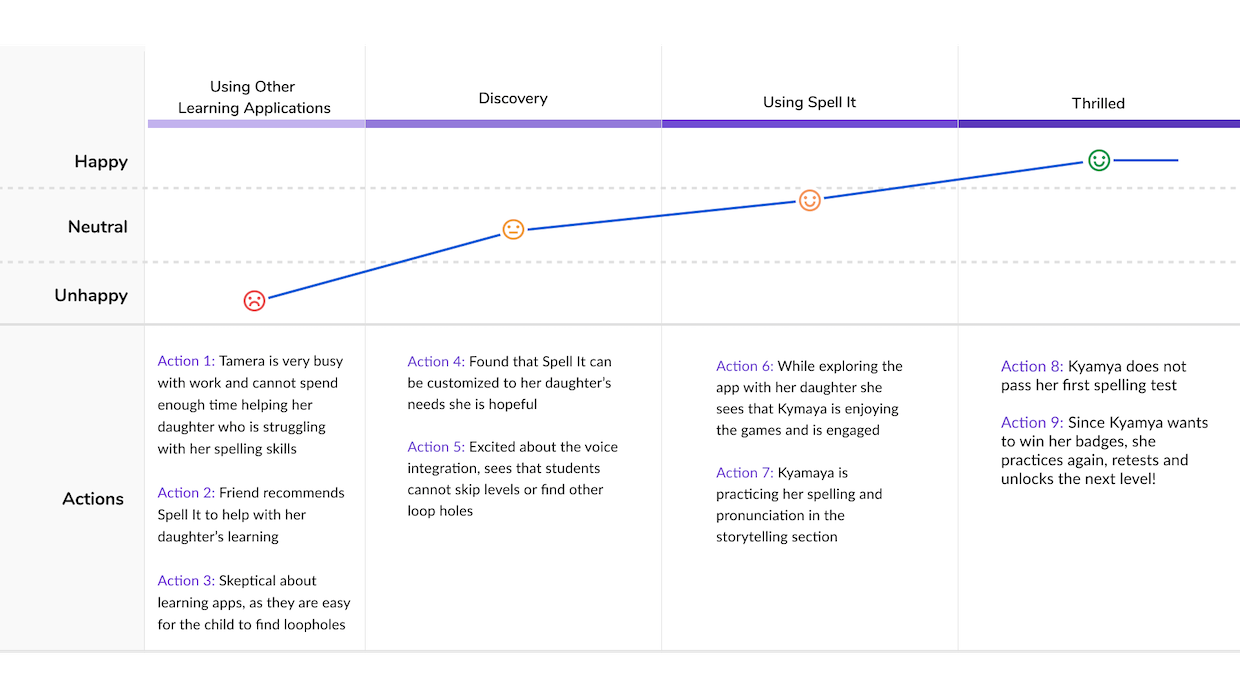 Using Other
Learning Applications
Discovery
Using Spell It
Thrilled
Happy
Neutral
Unhappy
Actions
Action 1: Tamera is very busy
with work and cannot spend
enough time helping her
daughter who is struggling
with her spelling skills
Action 2: Friend recommends
Spell It to help with her
daughter's learning
Action 3: Skeptical about
learning apps, as they are easy
for the child to find loopholes
Action 4: Found that Spell It can
be customized to her daughter's
needs she is hopeful
Action 5: Excited about the voice
integration, sees that students
cannot skip levels or find other
loop holes
Action 6: While exploring the
app with her daughter she
sees that Kymaya is enjoying
the games and is engaged
Action 7: Kyamaya is
practicing her spelling and
pronunciation in the
storytelling section
Action 8: Kyamya does not
pass her first spelling test
Action 9: Since Kyamya wants
to win her badges, she
practices again, retests and
unlocks the next level!